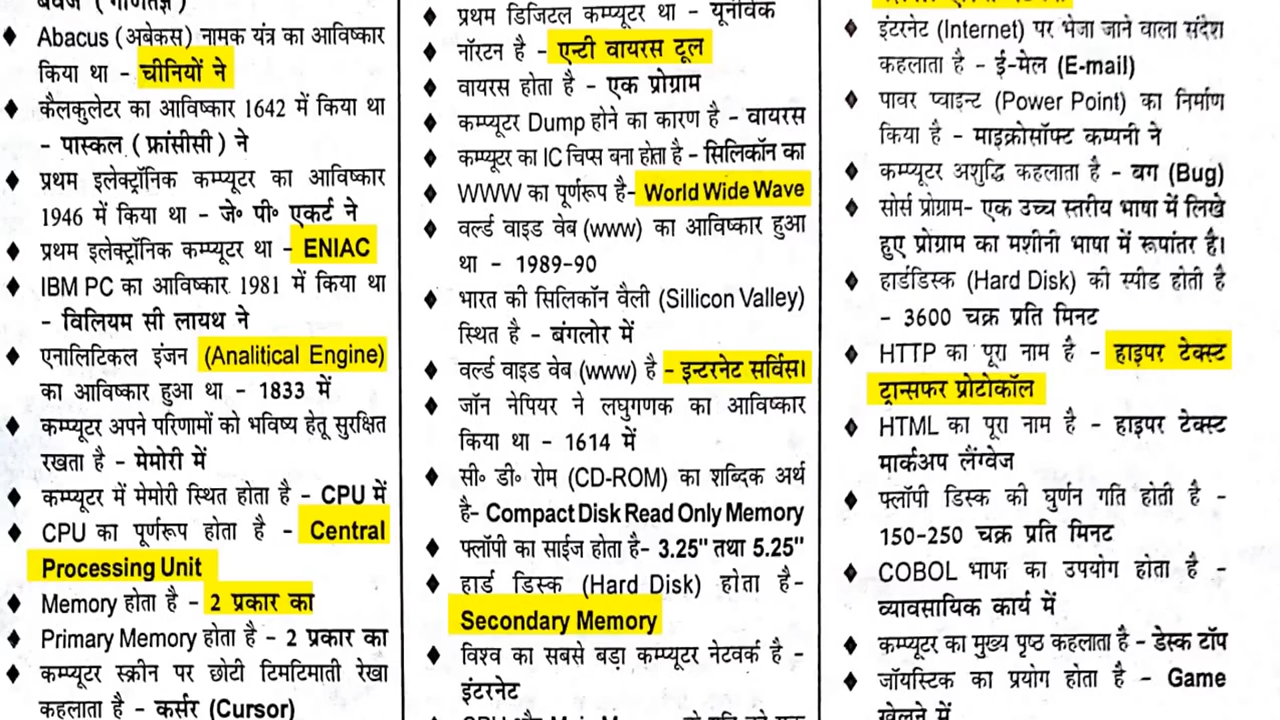 ♦ Abacus (अबेकस) नामक यंत्र का आविष्कार
किया था - चीनियों ने
♦ कैलकुलेटर का आविष्कार 1642 में किया था
- पास्कल ( फ्रांसीसी ) ने
♦ प्रथम इलेक्ट्रॉनिक कम्प्यूटर का आविष्कार
1946 में किया था - जे॰ पी॰ एकर्ट ने
♦ प्रथम इलेक्ट्रॉनिक कम्प्यूटर था - ENIAC
♦ IBM PC का आविष्कार 1981 में किया था
- विलियम सी लायथ ने
♦ एनालिटिकल इंजन (Analitical Engine)
का आविष्कार हुआ था - 1833 में
♦ कम्प्यूटर अपने परिणामों को भविष्य हेतू सुरक्षित
रखता है - मेमोरी में
♦ कम्प्यूटर में मेमोरी स्थित होता है - CPU में
♦ CPU का पूर्णरूप होता है - Central
Processing Unit
♦ Memory होता है - 2 प्रकार का
♦ Primary Memory होता है - 2 प्रकार का
♦ कम्प्यूटर स्क्रीन पर छोटी टिमटिमाती रेखा
कहलाता है - कर्सर (Cursor)
प्रथम डिजिटल कम्प्यूटर था - यूनीवैक
♦ नॉरटन है - एन्टी वायरस टूल
♦ वायरस होता है - एक प्रोग्राम
♦ कम्प्यूटर Dump होने का कारण है - वायरस
♦ कम्प्यूटर का IC चिप्स बना होता है - सिलिकॉन का
♦ WWW का पूर्णरूप है- World Wide Wave
♦ वर्ल्ड वाइड वेब (www) का आविष्कार हुआ
था - 1989-90
♦ भारत की सिलिकॉन वैली (Sillicon Valley)
स्थित है - बंगलोर में
♦ वर्ल्ड वाइड वेब (www) है - इन्टरनेट सर्विस।
♦ जॉन नेपियर ने लघुगणक का आविष्कार
किया था - 1614 में
♦ सी॰ डी॰ रोम (CD-ROM) का शब्दिक अर्थ
है- Compact Disk Read Only Memory
♦ फ्लॉपी का साईज होता है- 3.25" तथा 5.25"
♦ हार्ड डिस्क (Hard Disk) होता है-
Secondary Memory
♦ विश्व का सबसे बड़ा कम्प्यूटर नेटवर्क है -
इंटरनेट
♦ इंटरनेट (Internet) पर भेजा जाने वाला संदेश
कहलाता है - ई-मेल (E-mail)
♦ पावर प्वाइन्ट (Power Point) का निर्माण
किया है - माइक्रोसॉफ्ट कम्पनी ने
♦ कम्प्यूटर अशुद्धि कहलाता है - बग (Bug)
♦ सोर्स प्रोग्राम- एक उच्च स्तरीय भाषा में लिखे
हुए प्रोग्राम का मशीनी भाषा में रूपांतर है।
♦ हार्डडिस्क (Hard Disk) की स्पीड होती है
- 3600 चक्र प्रति मिनट
♦ HTTP का पूरा नाम है - हाइपर टेक्स्ट
ट्रान्सफर प्रोटोकॉल
♦ HTML का पूरा नाम है - हाइपर टेक्स्ट
मार्कअप लैंग्वेज
♦ फ्लॉपी डिस्क की घुर्णन गति होती है -
150-250 चक्र प्रति मिनट
♦ COBOL भाषा का उपयोग होता है -
व्यावसायिक कार्य में
♦ कम्प्यूटर का मुख्य पृष्ठ कहलाता है - डेस्क टॉप
♦ जॉयस्टिक का प्रयोग होता है - Game
खेलने में